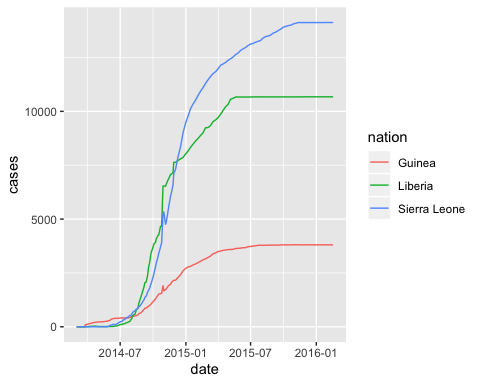 cases
10000
5000
0
2014-07 2015-01 2015-07 2016-01
date
nation
Guinea
Liberia
Sierra Leone